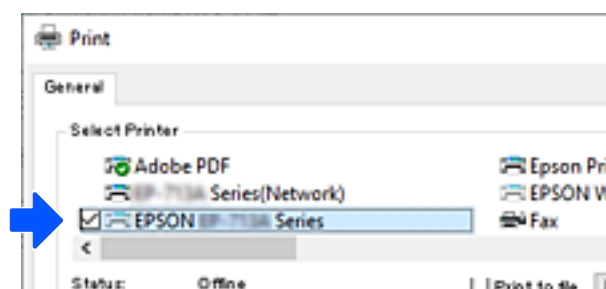 Print
General
Select Printer
Adobe PDF
Epson Pri
Series(Network)
EPSON W
EPSON Series
Fax
Status: Offline
Print to file